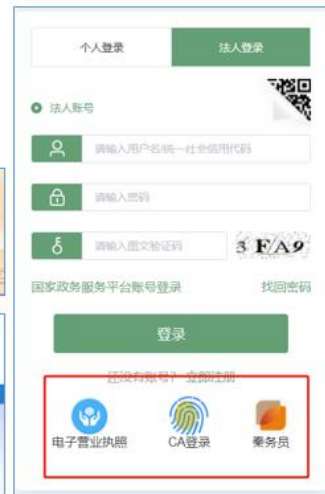 个人登录 法人登录
法人账号
请输入用户名/统一社会信用代码
请输入密码
请输入图文验证码 3 FA9
国家政务服务平台账号登录 找回密码
登录
还没有账号? 立即注册
电子营业执照 CA登录 秦务员